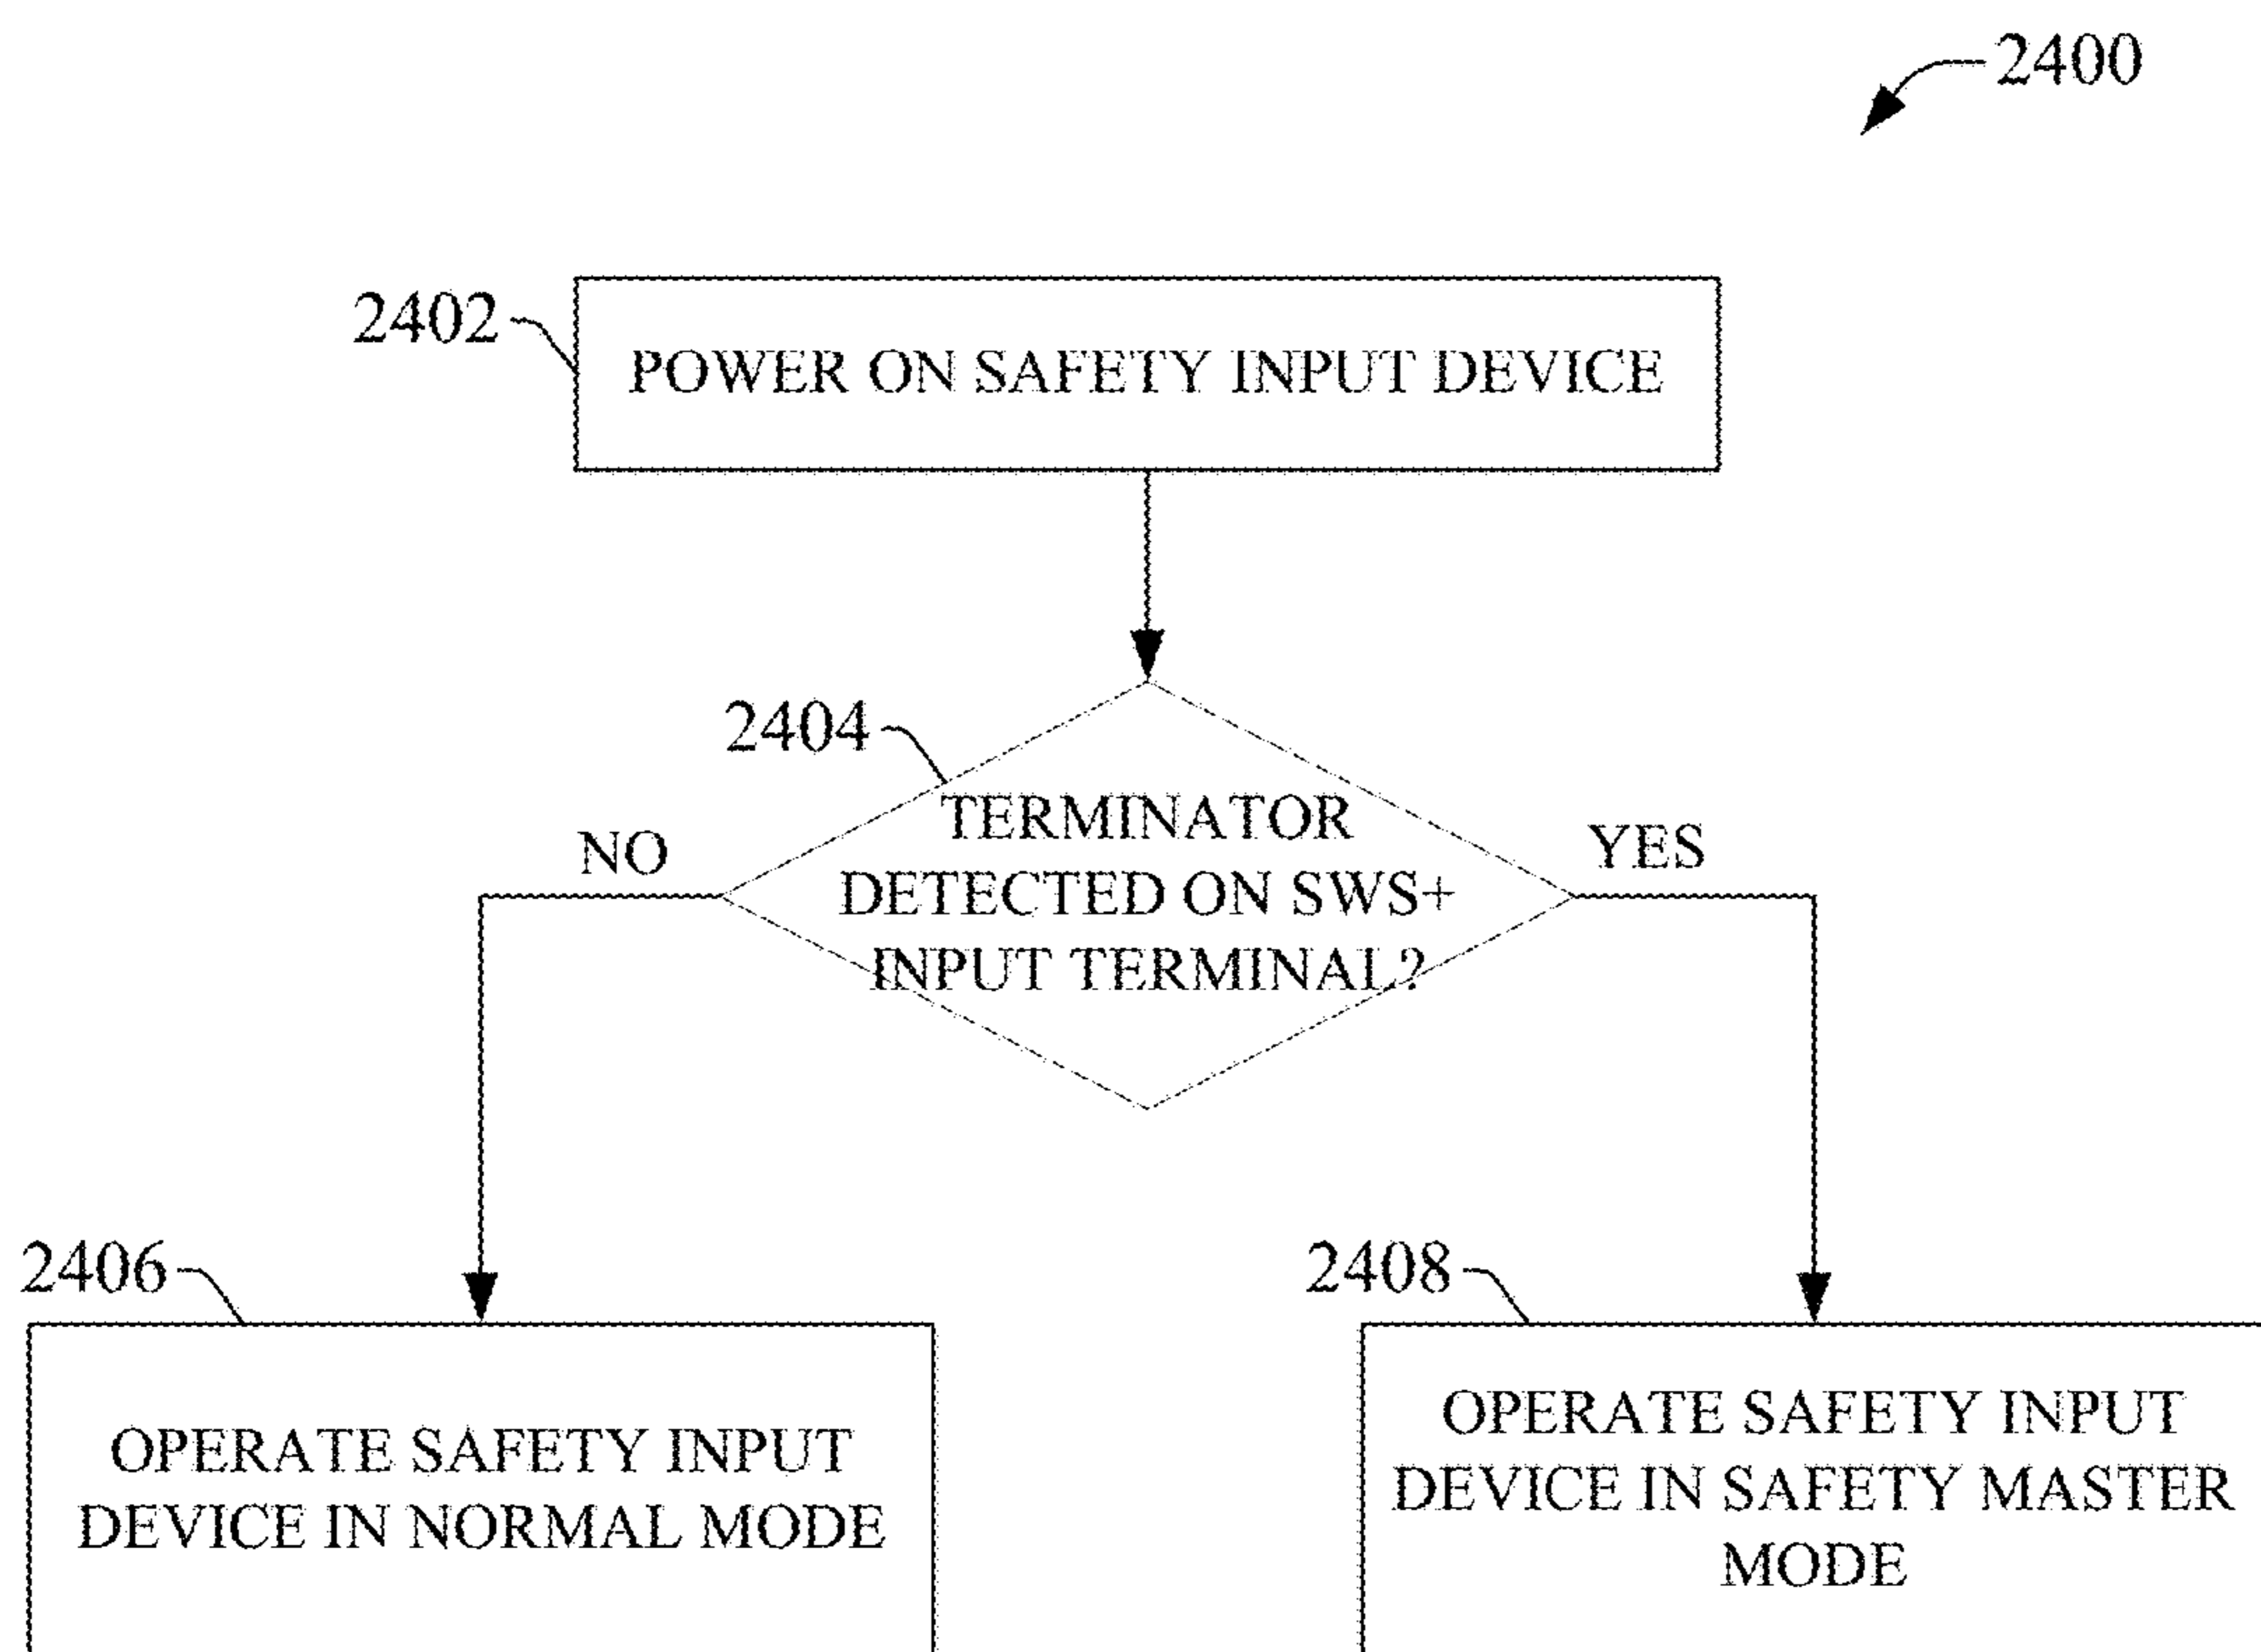 2400
2402
POWER ON SAFETY INPUT DEVICE
2404
TERMINATOR
DETECTED ON SWS+
INPUT TERMINAL?
NO
YES
2406
OPERATE SAFETY INPUT
DEVICE IN NORMAL MODE
2408
OPERATE SAFETY INPUT
DEVICE IN SAFETY MASTER
MODE